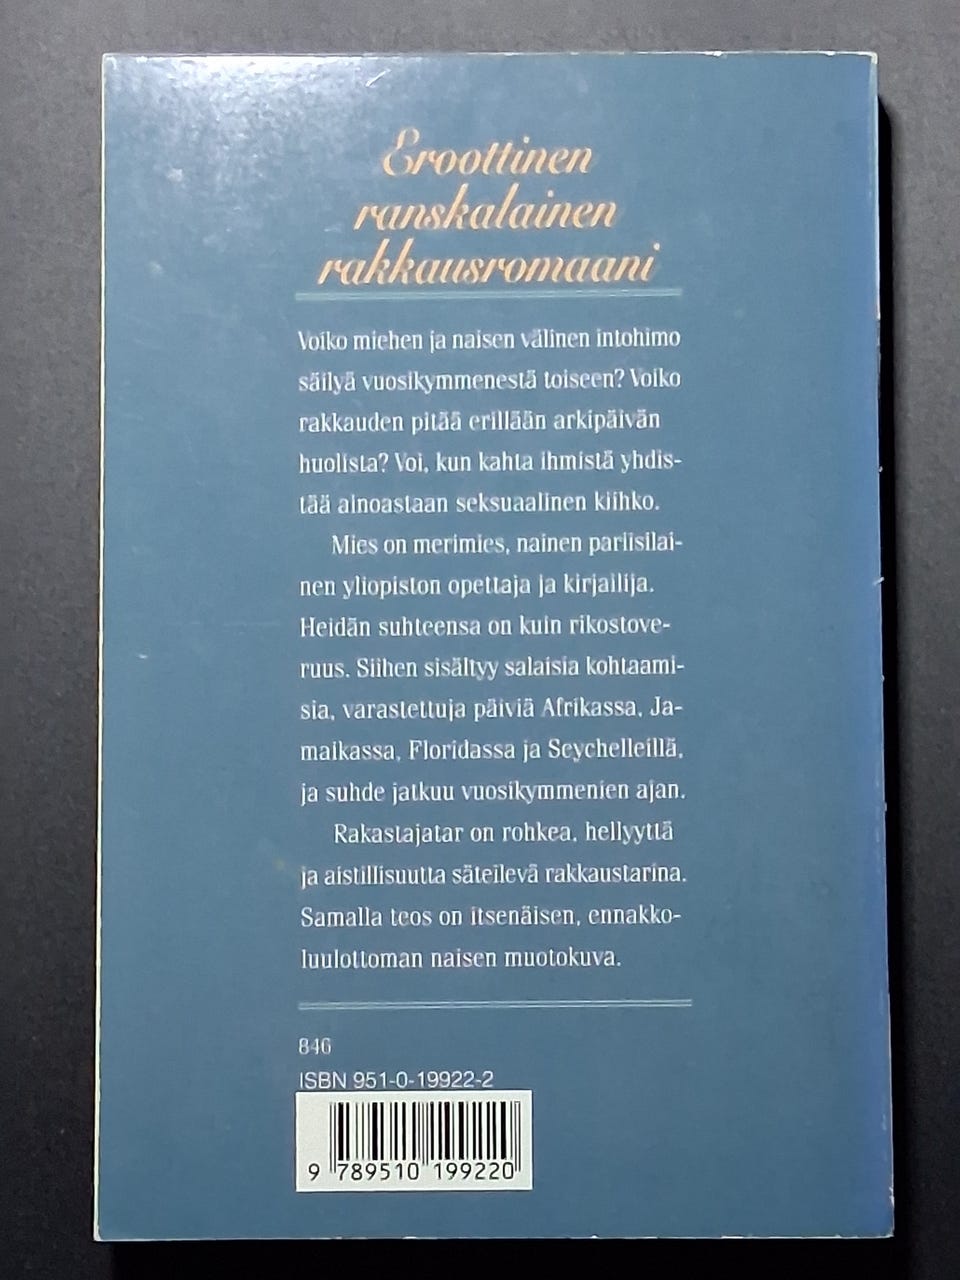 Eroottinen
ranskalainen
rakkausromaani
Voiko miehen ja naisen välinen intohimo
säilyä vuosikymmenestä toiseen? Voiko
rakkauden pitää erillään arkipäivän
huolista? Voi, kun kahta ihmistä yhdis-
tää ainoastaan seksuaalinen kiihko.
Mies on merimies, nainen pariisilai-
nen yliopiston opettaja ja kirjailija.
Heidän suhteensa on kuin rikostove-
ruus. Siihen sisältyy salaisia kohtaami-
sia, varastettuja päiviä Afrikassa, Ja-
maikassa, Floridassa ja Seychelleillä,
ja suhde jatkuu vuosikymmenien ajan.
Rakastajatar on rohkea, hellyyttä
ja aistillisuutta säteilevä rakkaustarina.
Samalla teos on itsenäisen, ennakko-
luulottoman naisen muotokuva.
846
ISBN 951-0-19922-2
9 789510 199220